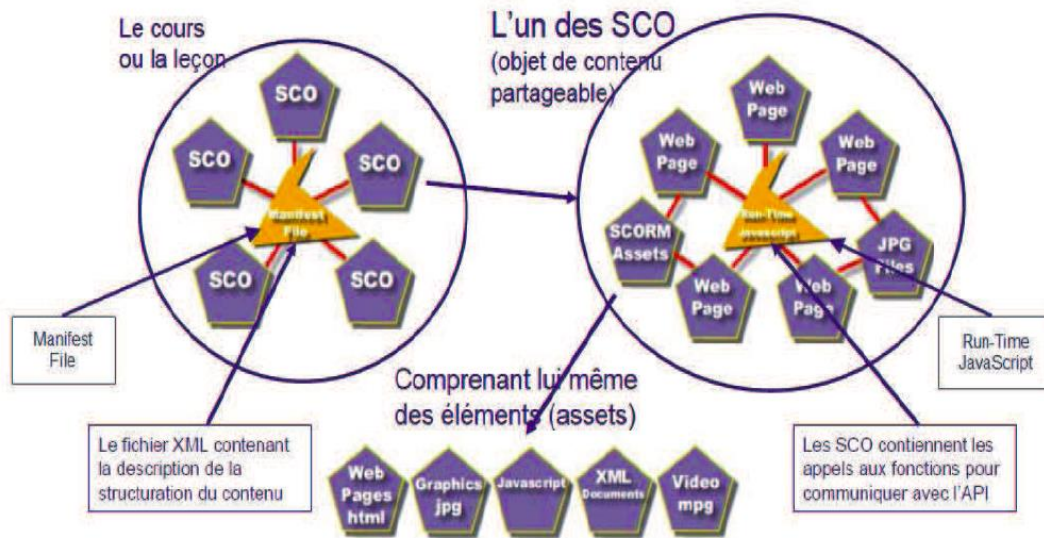 Le cours
ou la leçon
SCO
SCO
SCO
Manifest
File
SCO
SCO
Manifest
File
Le fichier XML contenant
la description de la
structuration du contenu
L'un des SCO
(objet de contenu
partageable)
Web
Page
Web
Page
Web
Page
Run-Time
Javascript
SCORM
Assets
JPG
Files
Web
Page
Web
Page
Run-Time
JavaScript
Les SCO contiennent les
appels aux fonctions pour
communiquer avec l'API
Comprenant lui même
des éléments (assets)
Web
Pages
html
Graphics
jpg
Javascript
XML
Documents
Video
mpg